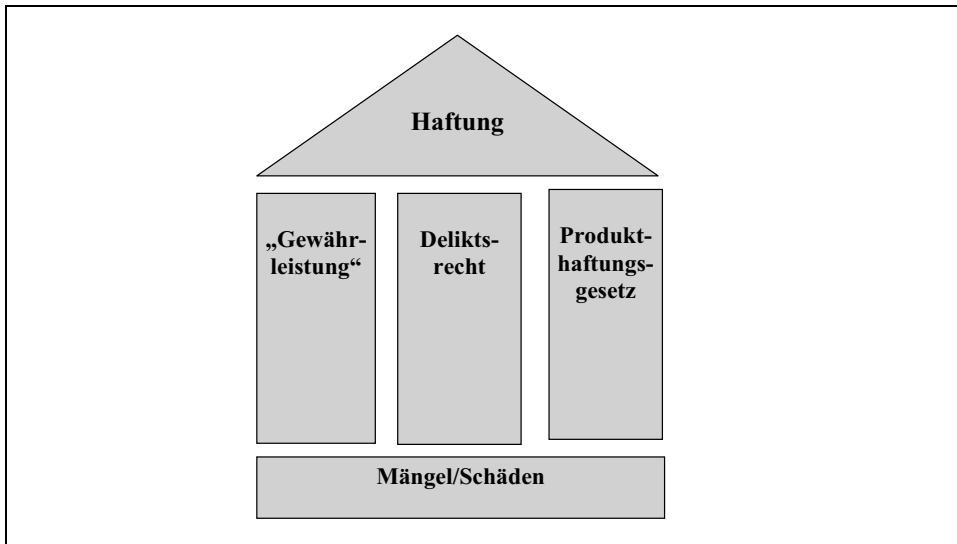 Haftung
„Gewähr-
leistung“
Delikts-
recht
Produkt-
haftungs-
gesetz
Mängel/Schäden